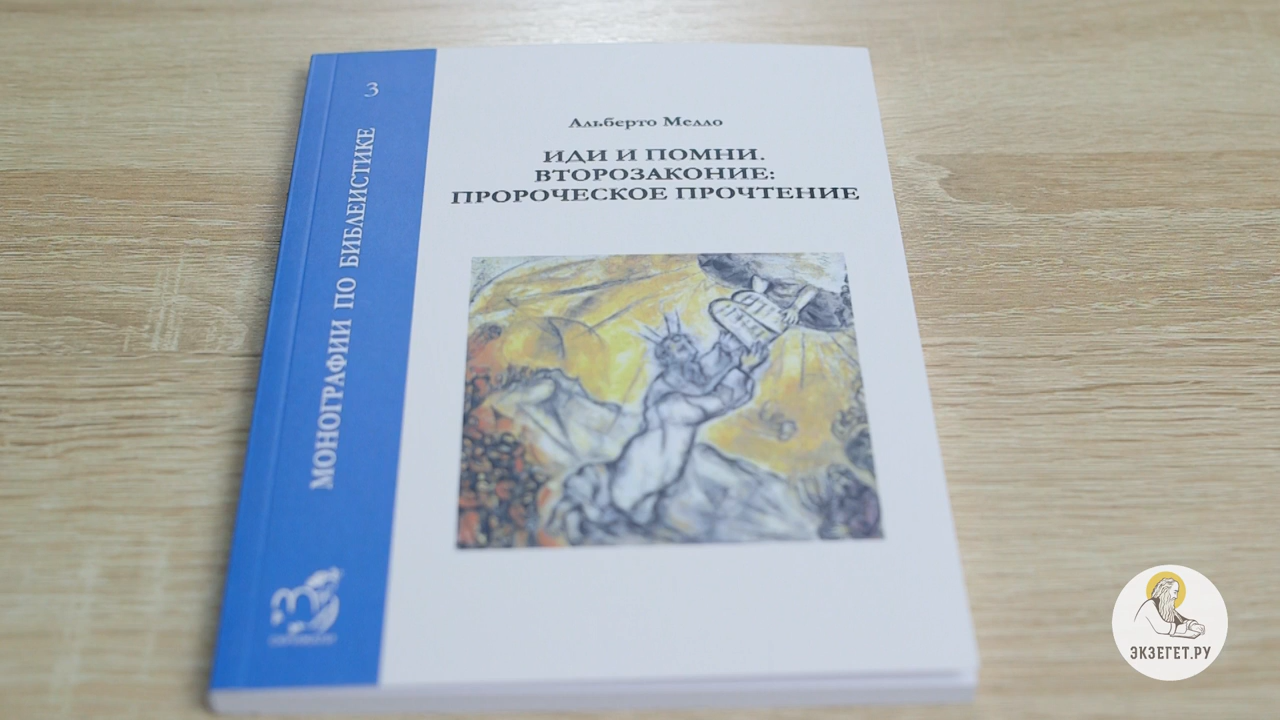 3
МОНОГРАФИИ ПО БИБЛЕИСТИКЕ
Альберто Мелло
ИДИ И ПОМНИ.
ВТОРОЗАКОНИЕ:
ПРОРОЧЕСКОЕ ПРОЧТЕНИЕ
ЭКЗЕГЕТ.РУ